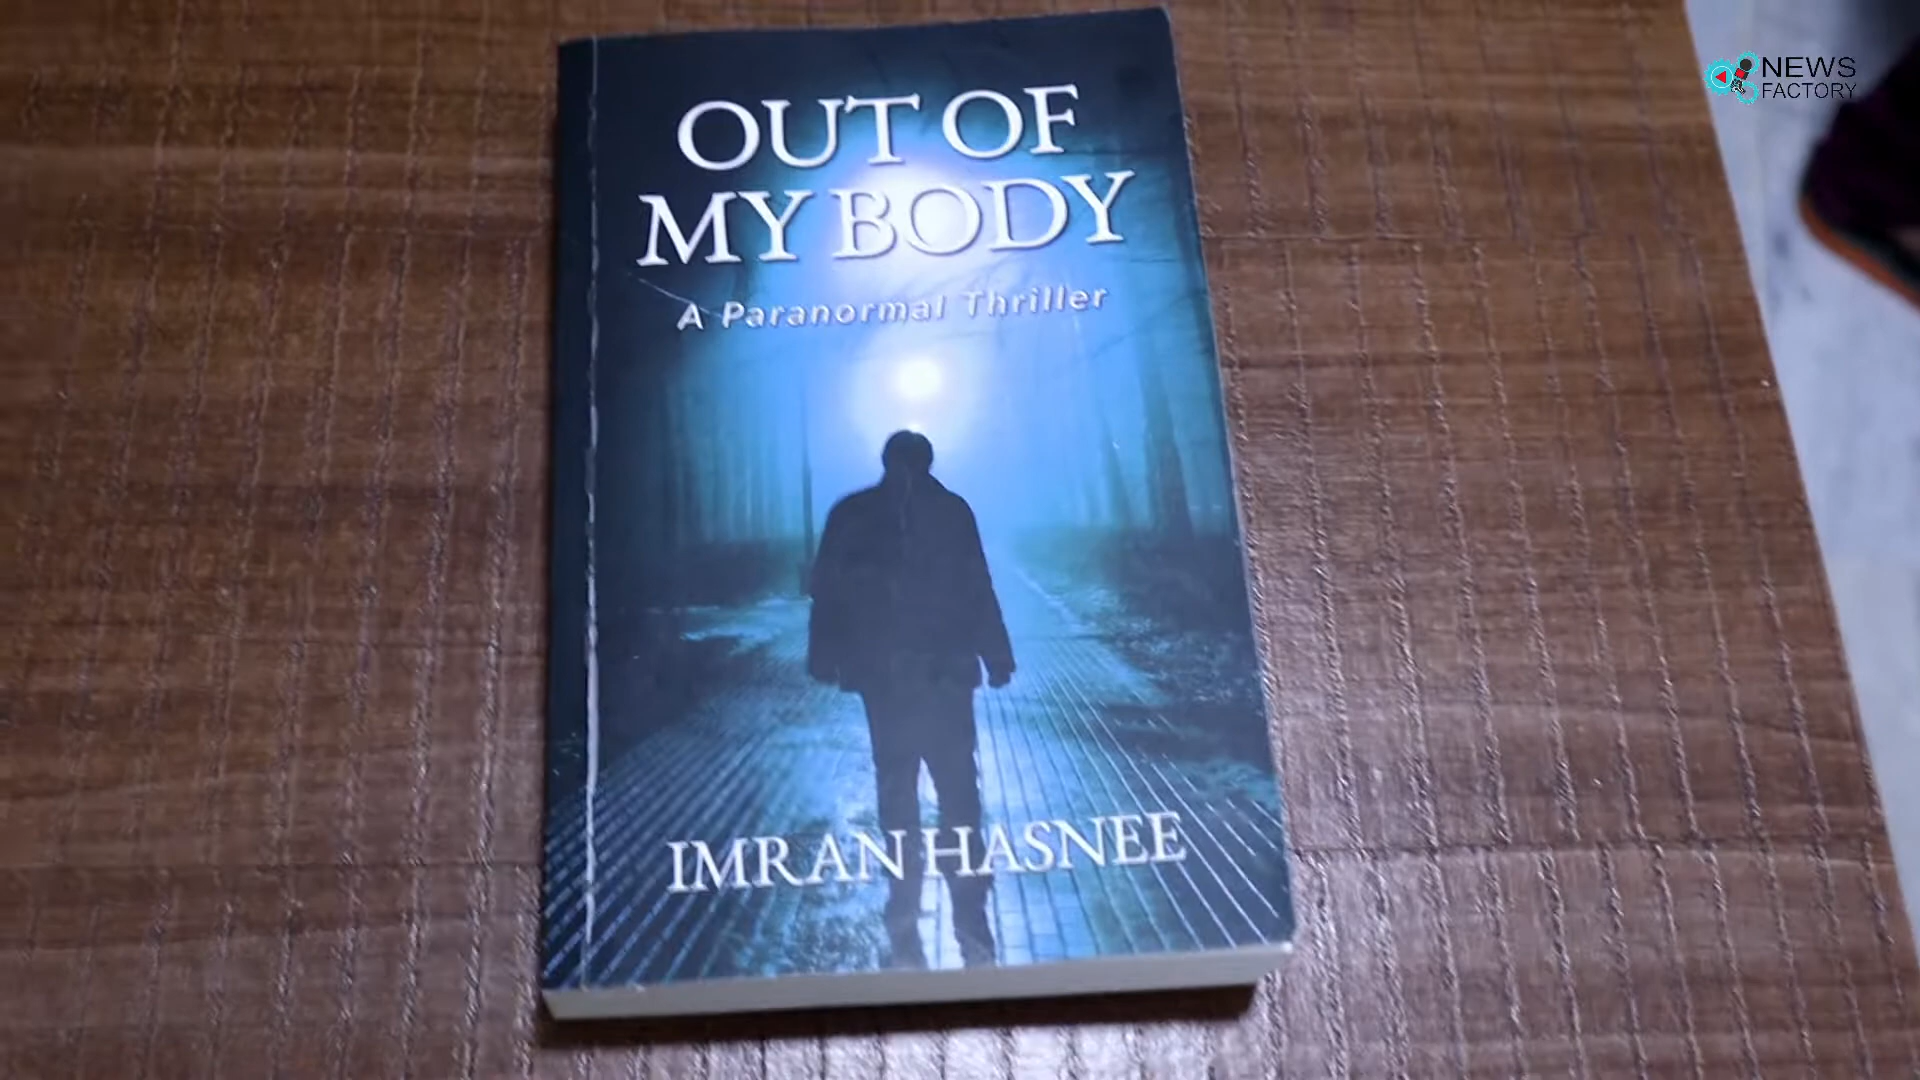 OUT OF
MY BODY
A Paranormal Thriller
IMRAN HASNEE
NEWS
FACTORY